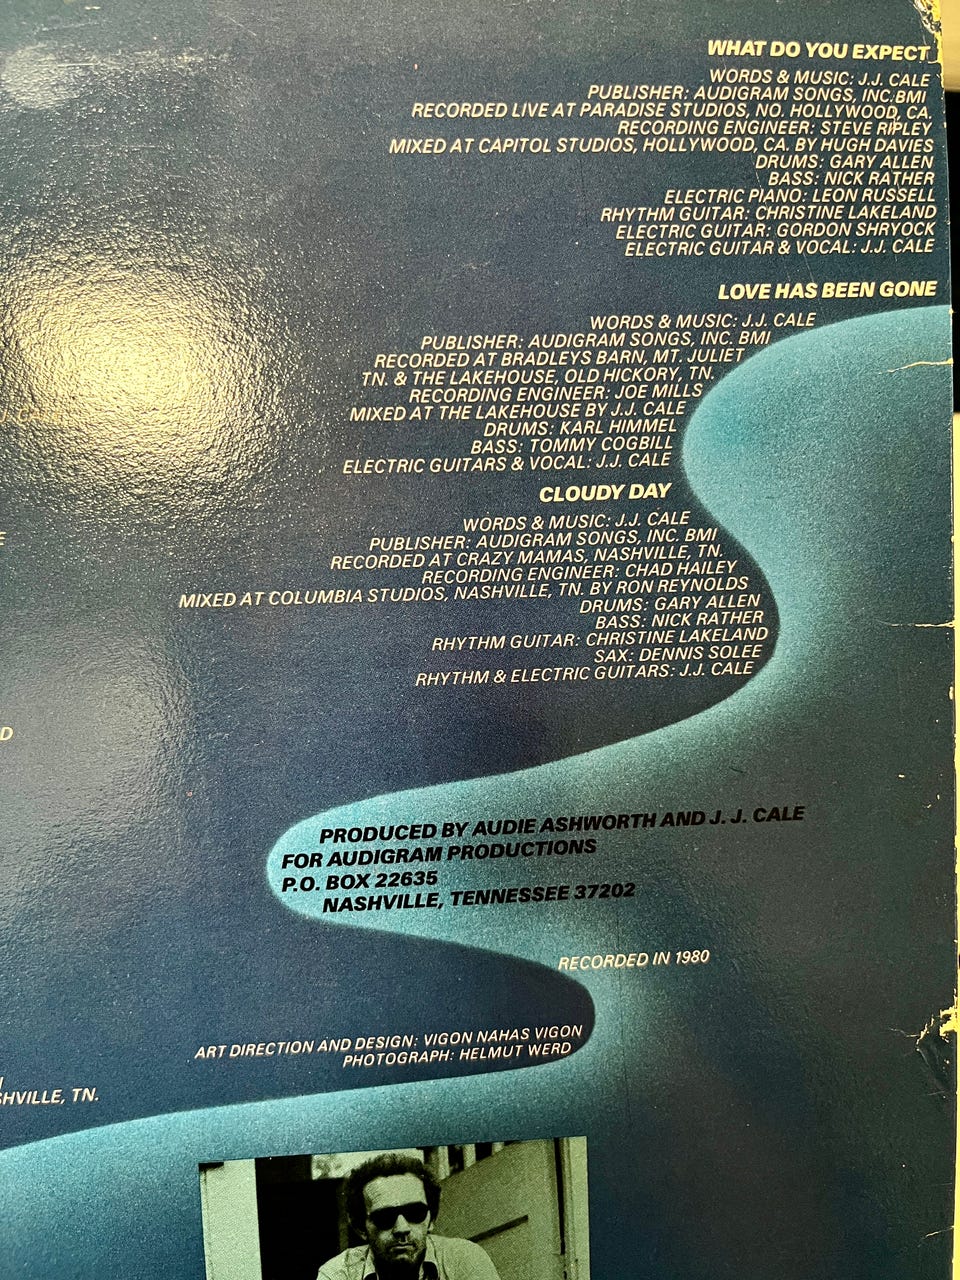 WHAT DO YOU EXPECT
WORDS & MUSIC: J.J. CALE
PUBLISHER: AUDIGRAM SONGS, INC.BMI
RECORDED LIVE AT PARADISE STUDIOS, NO. HOLLYWOOD, CA.
RECORDING ENGINEER: STEVE RIPLEY
MIXED AT CAPITOL STUDIOS, HOLLYWOOD, CA. BY HUGH DAVIES
DRUMS: GARY ALLEN
BASS: NICK RATHER
ELECTRIC PIANO: LEON RUSSELL
RHYTHM GUITAR: CHRISTINE LAKELAND
ELECTRIC GUITAR: GORDON SHRYOCK
ELECTRIC GUITAR & VOCAL: J.J. CALE
LOVE HAS BEEN GONE
WORDS & MUSIC: J.J. CALE
PUBLISHER: AUDIGRAM SONGS, INC. BMI
RECORDED AT BRADLEYS BARN, MT. JULIET
TN. & THE LAKEHOUSE, OLD HICKORY, TN.
RECORDING ENGINEER: JOE MILLS
MIXED AT THE LAKEHOUSE BY J.J. CALE
DRUMS: KARL HIMMEL
BASS: TOMMY COGBILL
ELECTRIC GUITARS & VOCAL: J.J. CALE
CLOUDY DAY
WORDS & MUSIC: J.J. CALE
PUBLISHER: AUDIGRAM SONGS, INC. BMI
RECORDED AT CRAZY MAMAS, NASHVILLE, TN.
RECORDING ENGINEER: CHAD HAILEY
MIXED AT COLUMBIA STUDIOS, NASHVILLE, TN. BY RON REYNOLDS
DRUMS: GARY ALLEN
BASS: NICK RATHER
RHYTHM GUITAR: CHRISTINE LAKELAND
SAX: DENNIS SOLEE
RHYTHM & ELECTRIC GUITARS: J.J. CALE
PRODUCED BY AUDIE ASHWORTH AND J. J. CALE
FOR AUDIGRAM PRODUCTIONS
P.O. BOX 22635
NASHVILLE, TENNESSEE 37202
RECORDED IN 1980
ART DIRECTION AND DESIGN: VIGON NAHAS VIGON
PHOTOGRAPH: HELMUT WERD
HVILLE, TN.